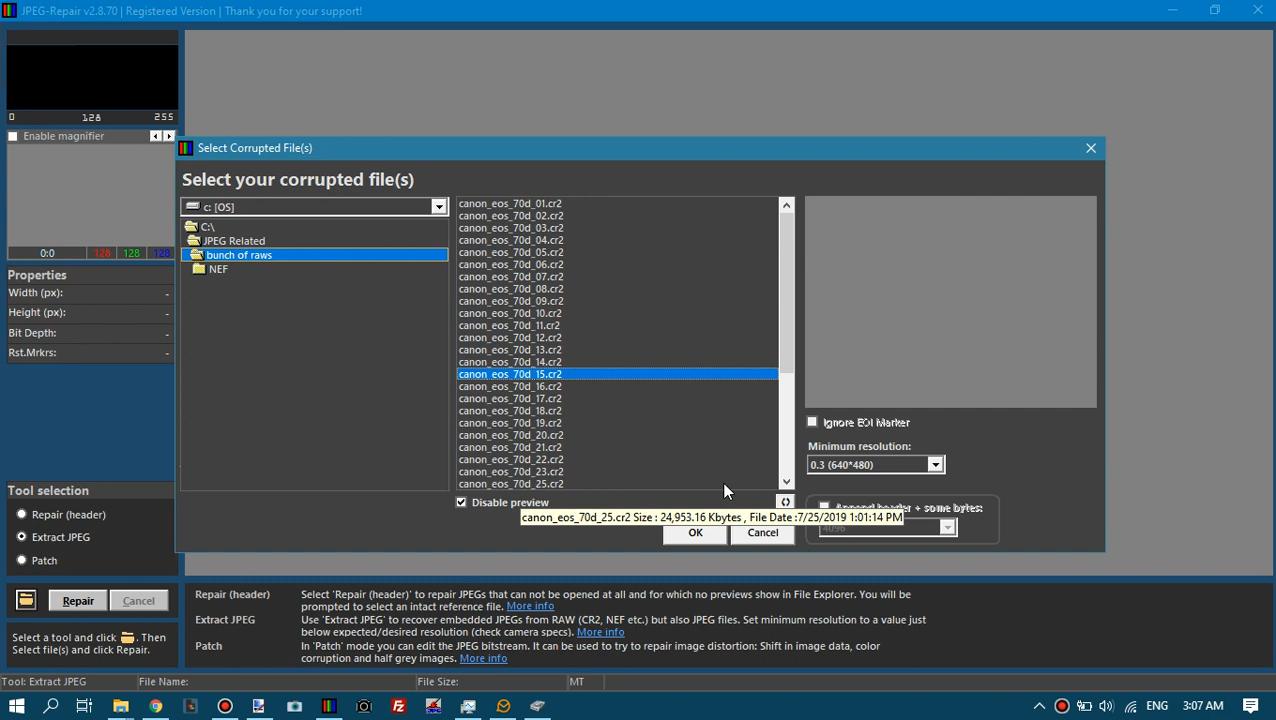 JPEG-Repair v2.8.70 | Registered Version | Thank you for your support!
0 128 255
Enable magnifier
0:0 128 128 128
Properties
Width (px): -
Height (px): -
Bit Depth: -
Rst.Mrkrs: -
Tool selection
Repair (header)
Extract JPEG
Patch
Repair Cancel
Select a tool and click . Then
Select file(s) and click Repair.
Select Corrupted File(s)
Select your corrupted file(s)
c: [OS]
C:\
JPEG Related
bunch of raws
NEF
canon_eos_70d_01.cr2
canon_eos_70d_02.cr2
canon_eos_70d_03.cr2
canon_eos_70d_04.cr2
canon_eos_70d_05.cr2
canon_eos_70d_06.cr2
canon_eos_70d_07.cr2
canon_eos_70d_08.cr2
canon_eos_70d_09.cr2
canon_eos_70d_10.cr2
canon_eos_70d_11.cr2
canon_eos_70d_12.cr2
canon_eos_70d_13.cr2
canon_eos_70d_14.cr2
canon_eos_70d_15.cr2
canon_eos_70d_16.cr2
canon_eos_70d_17.cr2
canon_eos_70d_18.cr2
canon_eos_70d_19.cr2
canon_eos_70d_20.cr2
canon_eos_70d_21.cr2
canon_eos_70d_22.cr2
canon_eos_70d_23.cr2
canon_eos_70d_25.cr2
Disable preview
canon_eos_70d_25.cr2 Size : 24,953.16 Kbytes , File Date :7/25/2019 1:01:14 PM
OK Cancel
Ignore EOI Marker
Minimum resolution:
0.3 (640*480)
Append header + some bytes:
4096
Repair (header) Select 'Repair (header)' to repair JPEGs that can not be opened at all and for which no previews show in File Explorer. You will be
prompted to select an intact reference file. More info
Extract JPEG Use 'Extract JPEG' to recover embedded JPEGs from RAW (CR2, NEF etc.) but also JPEG files. Set minimum resolution to a value just
below expected/desired resolution (check camera specs). More info
Patch In 'Patch' mode you can edit the JPEG bitstream. It can be used to try to repair image distortion: Shift in image data, color
corruption and half grey images. More info
Tool: Extract JPEG File Name: File Size: MT
ENG 3:07 AM